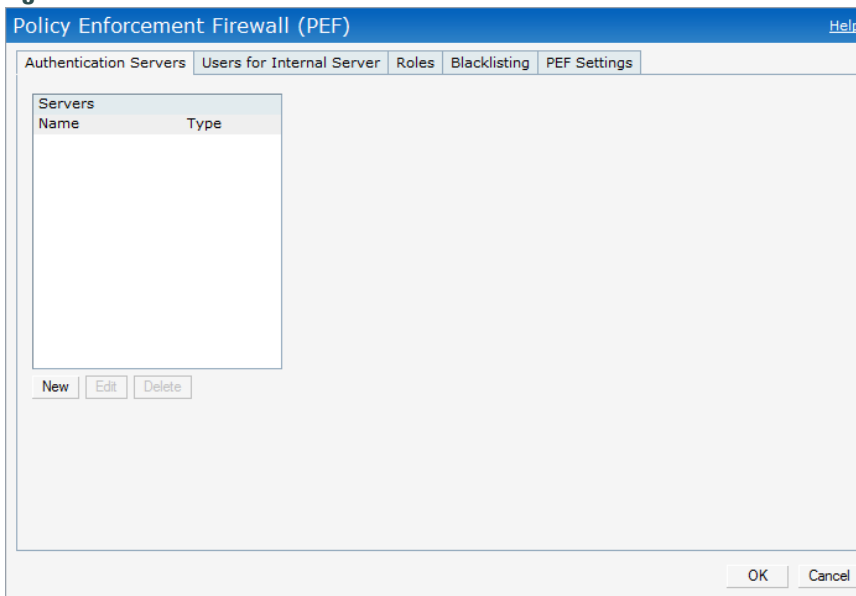 Policy Enforcement Firewall (PEF) Help
Authentication Servers Users for Internal Server Roles Blacklisting PEF Settings
Servers
Name Type
New Edit Delete
OK Cancel